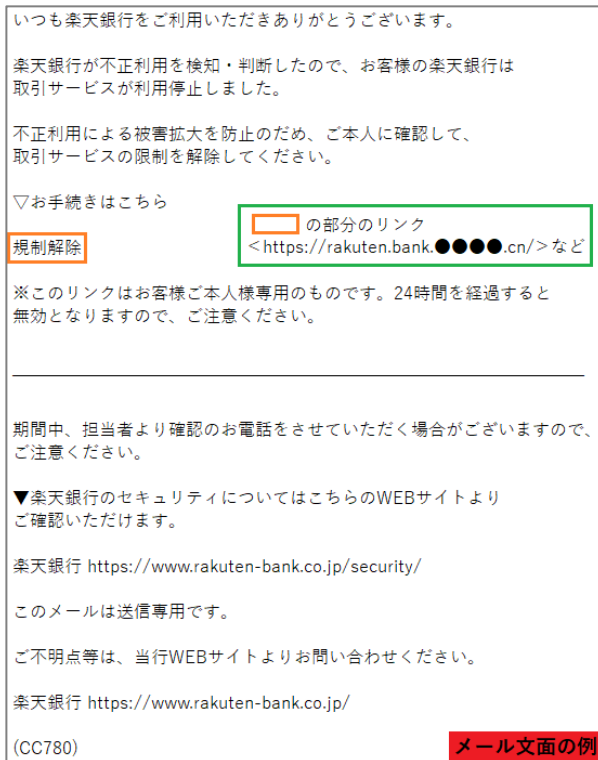 いつも楽天銀行をご利用いただきありがとうございます。
楽天銀行が不正利用を検知・判断したので、お客様の楽天銀行は
取引サービスが利用停止しました。
不正利用による被害拡大を防止のだめ、ご本人に確認して、
取引サービスの限制を解除してください。
▽お手続きはこちら
の部分のリンク
規制解除
<https://rakuten.bank.●●●●.cn/>など
※このリンクはお客様ご本人様専用のものです。24時間を経過すると
無効となりますので、ご注意ください。
期間中、担当者より確認のお電話をさせていただく場合がございますので、
ご注意ください。
▼楽天銀行のセキュリティについてはこちらのWEBサイトより
ご確認いただけます。
楽天銀行 https://www.rakuten-bank.co.jp/security/
このメールは送信専用です。
ご不明点等は、当行WEBサイトよりお問い合わせください。
楽天銀行 https://www.rakuten-bank.co.jp/
(CC780)
メール文面の例